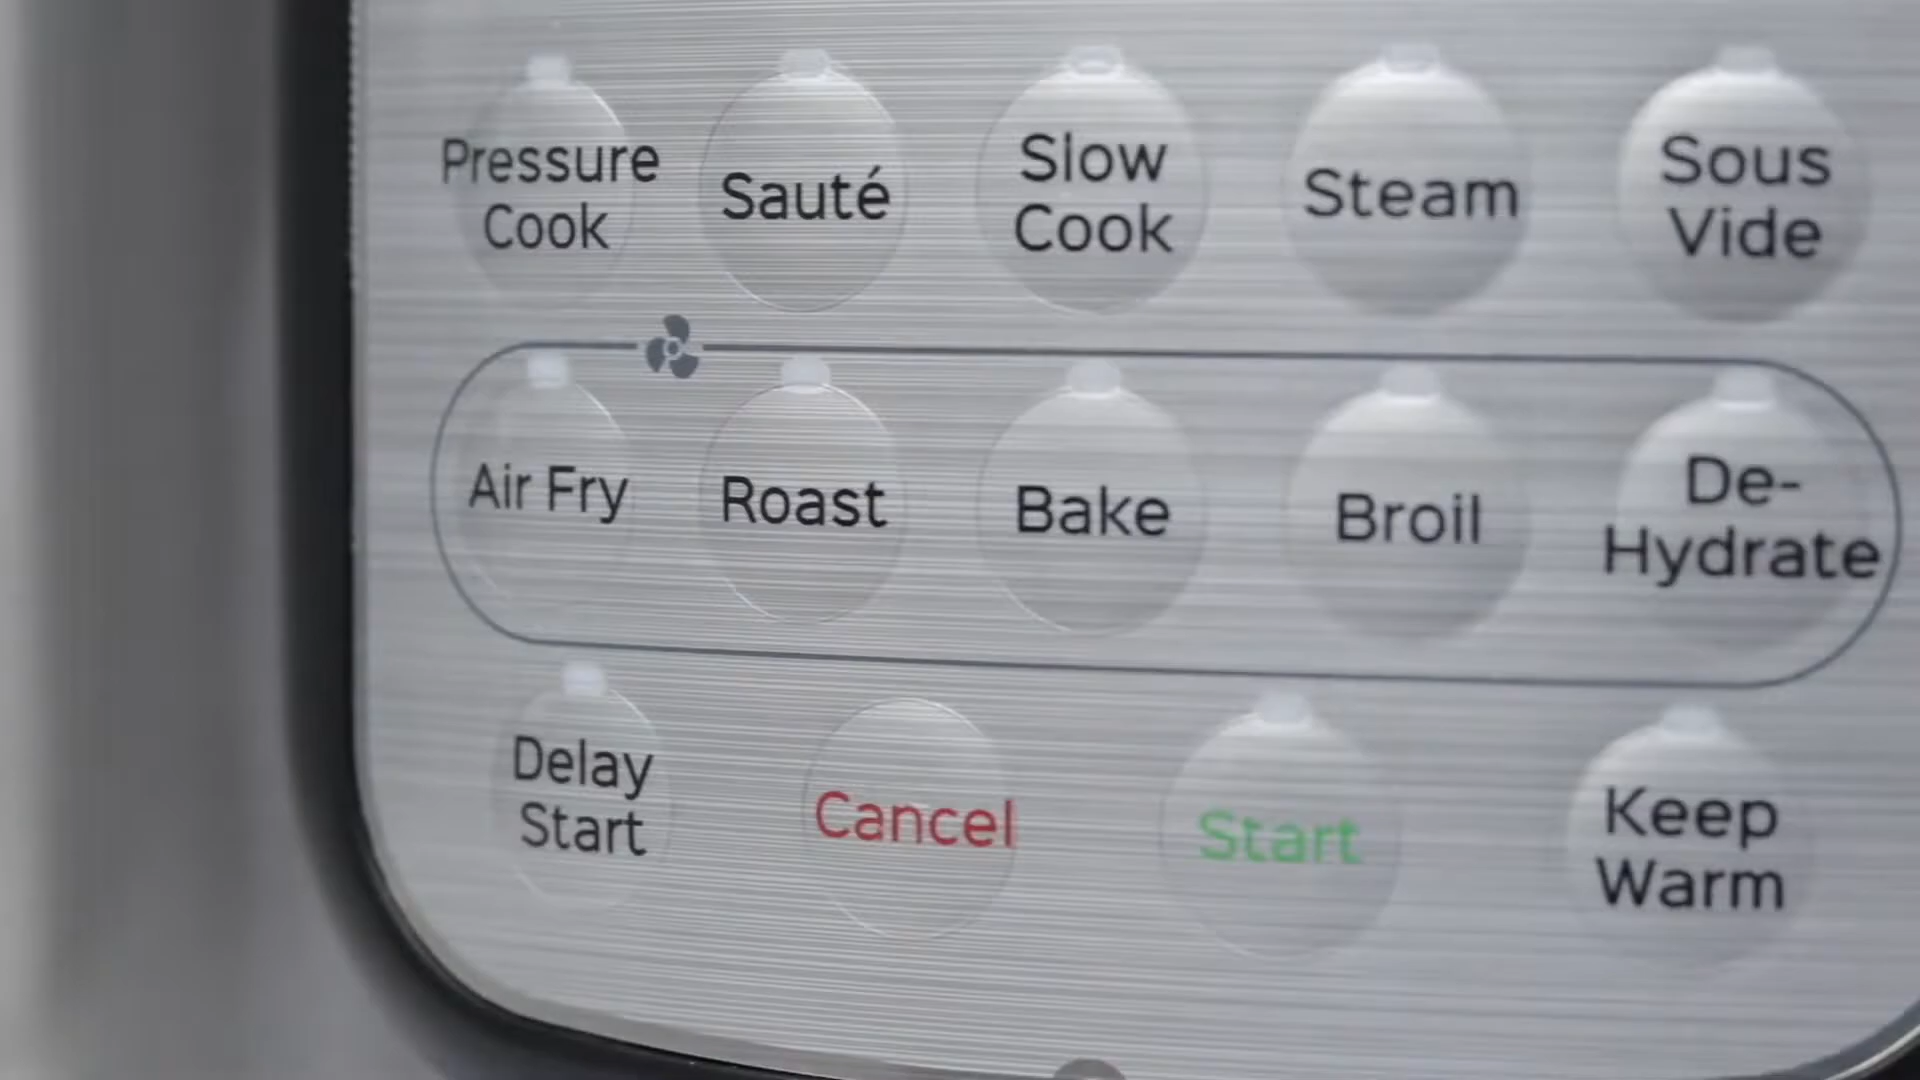 Pressure
Cook
Sauté
Slow
Cook
Steam
Sous
Vide
Air Fry
Roast
Bake
Broil
De-
Hydrate
Delay
Start
Cancel
Start
Keep
Warm